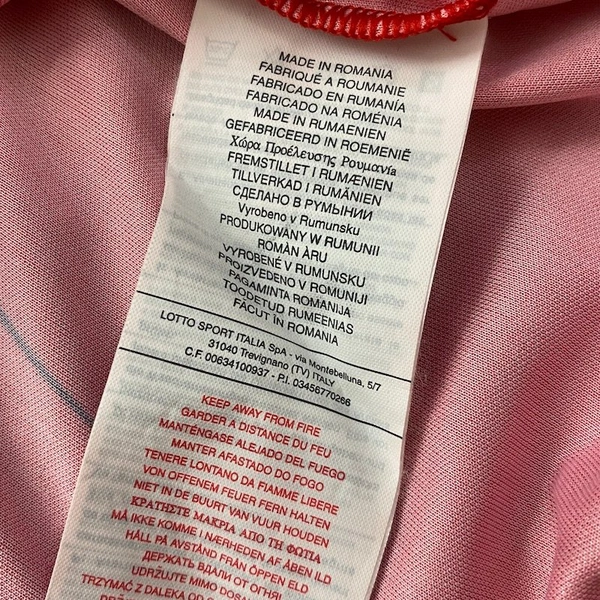 MADE IN ROMANIA
FABRIQUÉ A ROUMANIE
FABRICADO EN RUMANÍA
FABRICADO NA ROMÉNIA
MADE IN RUMAENIEN
GEFABRICEERD IN ROEMENIË
Χώρα Προέλευσης Ρουμανία
FREMSTILLET I RUMÆNIEN
TILLVERKAD I RUMÄNIEN
СДЕЛАНО В РУМЫНИИ
Vyrobeno v Rumunsku
PRODUKOWANY W RUMUNII
ROMÀN ÀRU
VYROBENÉ V RUMUNSKU
PROIZVEDENO V ROMUNIJI
PAGAMINTA ROMANIJA
TOODETUD RUMEENIAS
FĂCUT ÎN ROMANIA
LOTTO SPORT ITALIA SpA - via Montebelluna, 5/7
31040 Trevignano (TV) ITALY
C.F. 00634100937 - P.I. 03456770266
KEEP AWAY FROM FIRE
GARDER A DISTANCE DU FEU
MANTÉNGASE ALEJADO DEL FUEGO
MANTER AFASTADO DO FOGO
TENERE LONTANO DA FIAMME LIBERE
VON OFFENEM FEUER FERN HALTEN
NIET IN DE BUURT VAN VUUR HOUDEN
ΚΡΑΤΗΣΤΕ ΜΑΚΡΙΑ ΑΠΟ ΤΗ ΦΩΤΙΑ
MÅ IKKE KOMME I NÆRHEDEN AF ÅBEN ILD
HÅLL PÅ AVSTÅND FRÅN ÖPPEN ELD
ДЕРЖАТЬ ВДАЛИ ОТ ОГНЯ!
UDRŽUJTE MIMO DOSAH
TRZYMAĆ Z DALEKA OD